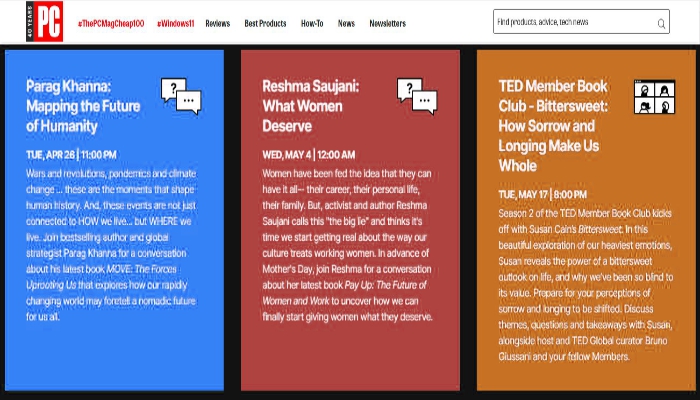 40 YEARS
PC
#ThePCMagCheap100
#Windows11
Reviews
Best Products
How-To
News
Newsletters
Find products, advice, tech news
Parag Khanna:
Mapping the Future
of Humanity
?
...
TUE, APR 26 | 11:00 PM
Wars and revolutions, pandemics and climate
change ... these are the moments that shape
human history. And, these events are not just
connected to HOW we live... but WHERE we
live. Join bestselling author and global
strategist Parag Khanna for a conversation
about his latest book MOVE: The Forces
Uprooting Us that explores how our rapidly
changing world may foretell a nomadic future
for us all.
Reshma Saujani:
What Women
Deserve
?
...
WED, MAY 4 | 12:00 AM
Women have been fed the idea that they can
have it all— their career, their personal life,
their family. But, activist and author Reshma
Saujani calls this "the big lie" and thinks it's
time we start getting real about the way our
culture treats working women. In advance of
Mother's Day, join Reshma for a conversation
about her latest book Pay Up: The Future of
Women and Work to uncover how we can
finally start giving women what they deserve.
TED Member Book
Club - Bittersweet:
How Sorrow and
Longing Make Us
Whole
TUE, MAY 17 | 8:00 PM
Season 2 of the TED Member Book Club kicks
off with Susan Cain's Bittersweet. In this
beautiful exploration of our heaviest emotions,
Susan reveals the power of a bittersweet
outlook on life, and why we've been so blind to
its value. Prepare for your perceptions of
sorrow and longing to be shifted. Discuss
themes, questions and takeaways with Susan,
alongside host and TED Global curator Bruno
Giussani and your fellow Members.